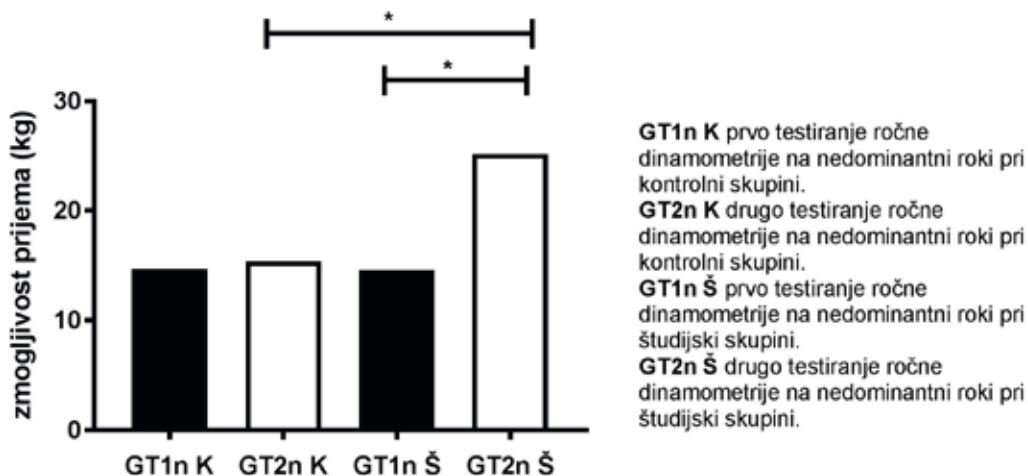 *
*
30
20
10
0
zmogljivost prijema (kg)
GT1n K
GT2n K
GT1n Š
GT2n Š
GT1n K prvo testiranje ročne
dinamometrije na nedominantni roki pri
kontrolni skupini.
GT2n K drugo testiranje ročne
dinamometrije na nedominantni roki pri
kontrolni skupini.
GT1n Š prvo testiranje ročne
dinamometrije na nedominantni roki pri
študijski skupini.
GT2n Š drugo testiranje ročne
dinamometrije na nedominantni roki pri
študijski skupini.